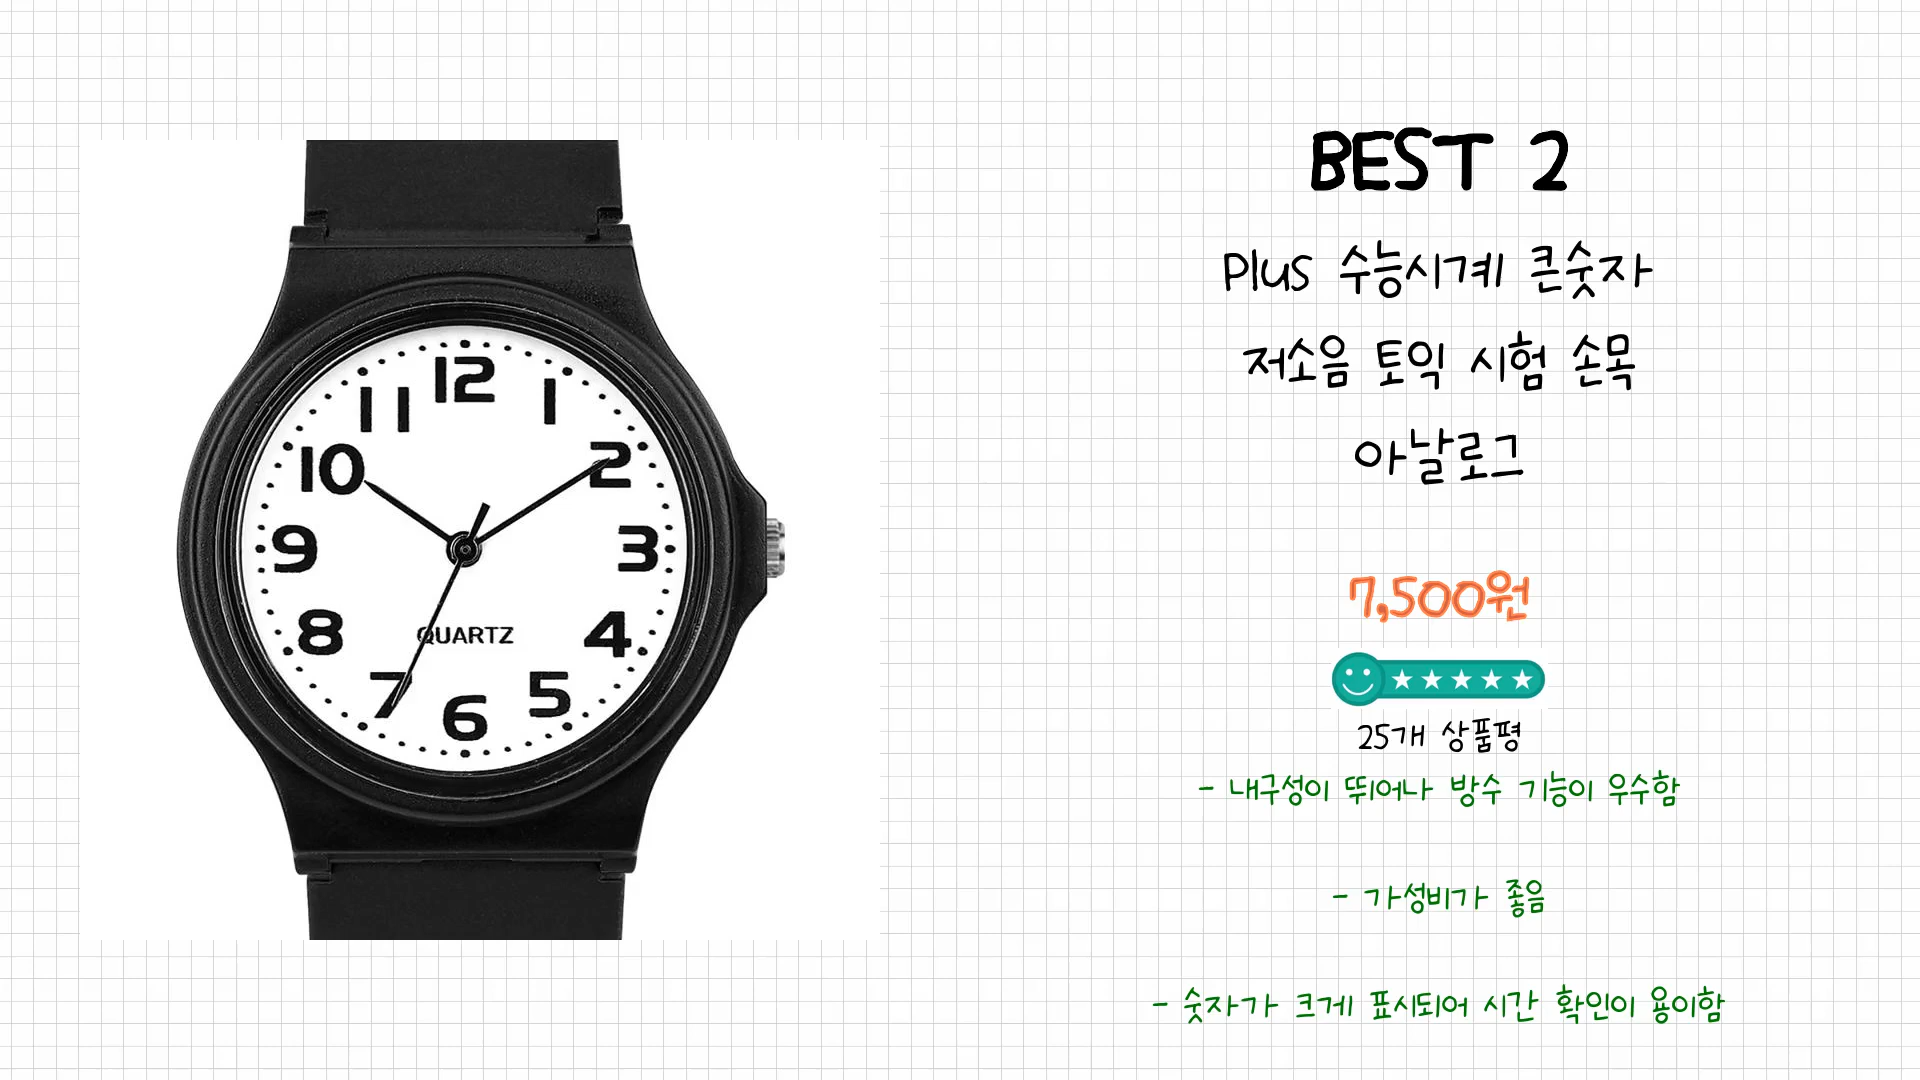 BEST 2
Plus 수능시계 큰숫자
저소음 토익 시험 손목
아날로그
7,500원
25개 상품평
- 내구성이 뛰어나 방수 기능이 우수함
- 가성비가 좋음
- 숫자가 크게 표시되어 시간 확인이 용이함
12
1
2
3
4
5
6
7
8
9
10
11
QUARTZ